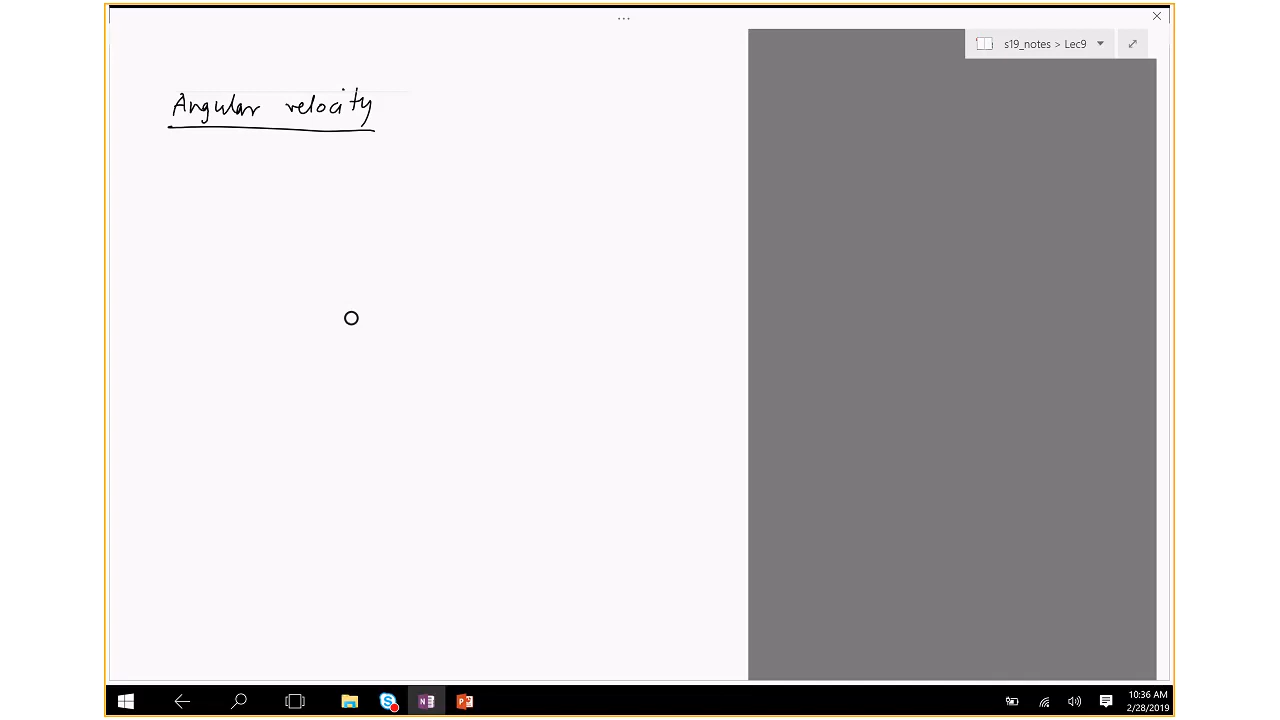 ...
s19_notes > Lec9
Angular velocity
10:36 AM
2/28/2019